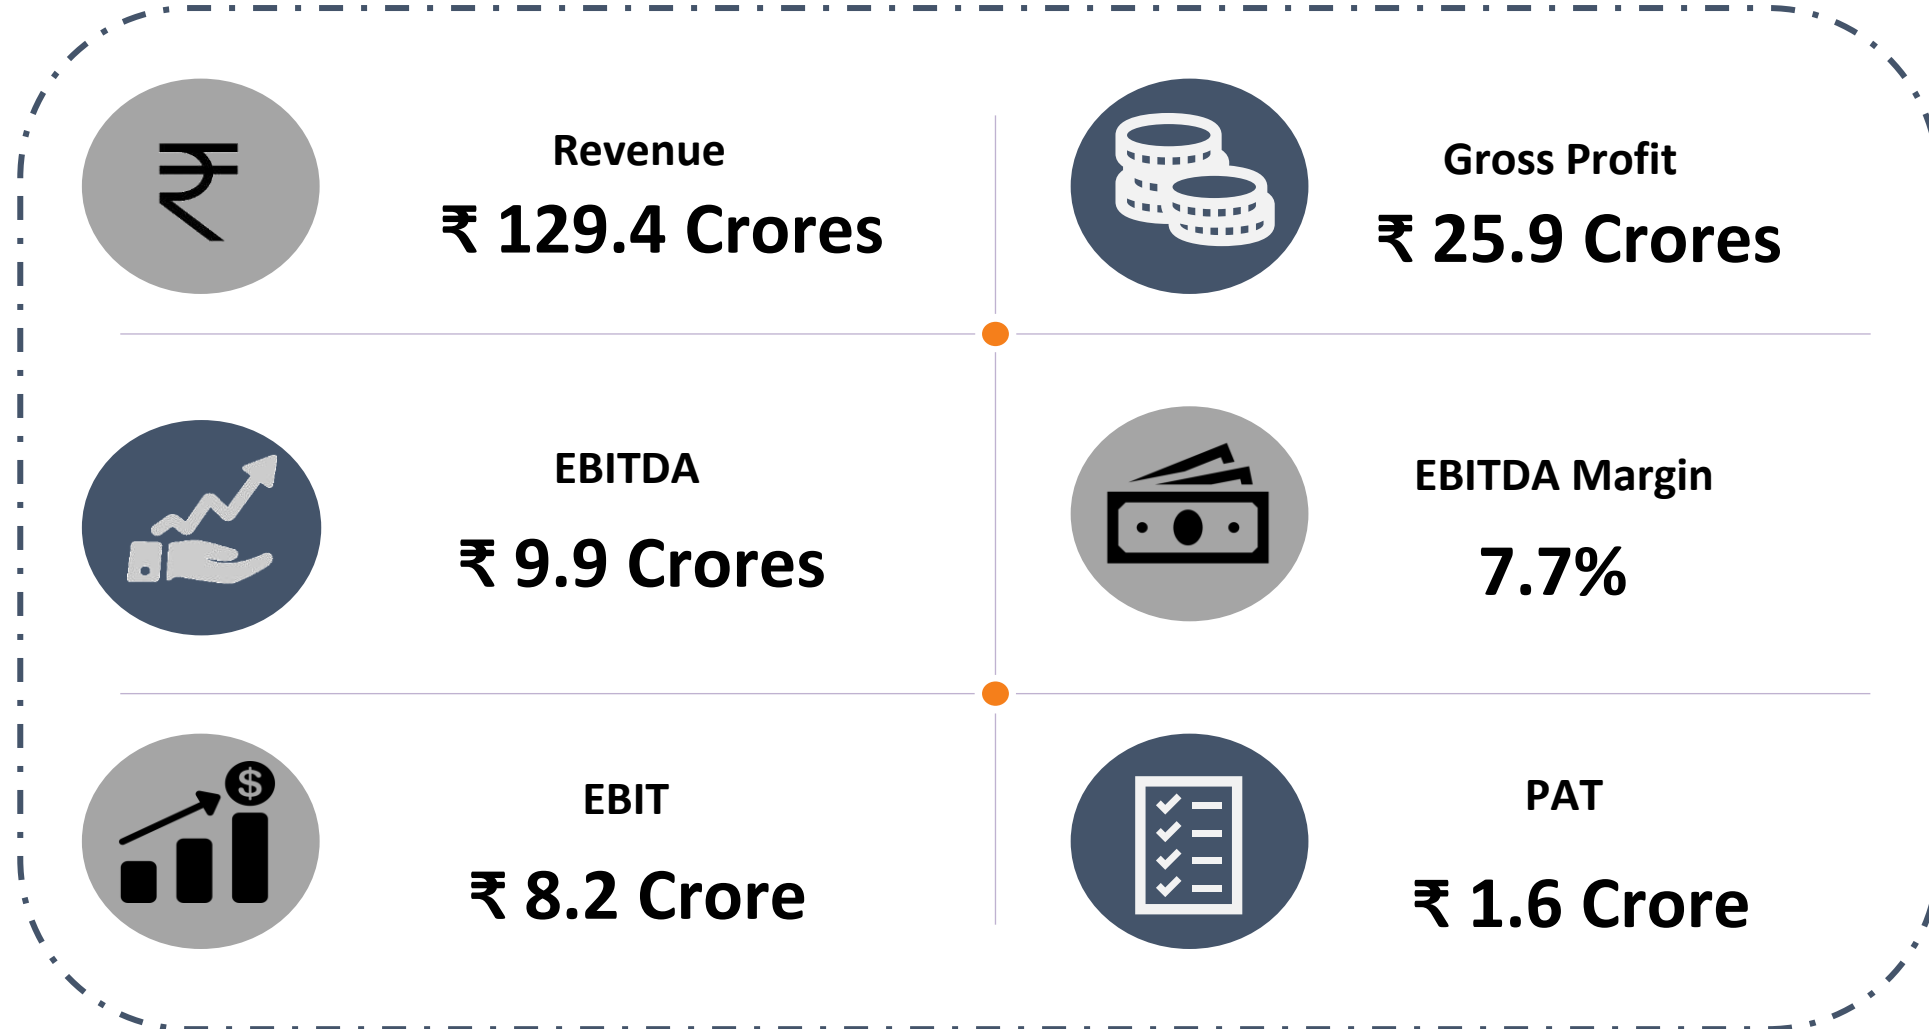 ₹
Revenue
₹ 129.4 Crores
Gross Profit
₹ 25.9 Crores
EBITDA
₹ 9.9 Crores
EBITDA Margin
7.7%
$
EBIT
₹ 8.2 Crore
PAT
₹ 1.6 Crore